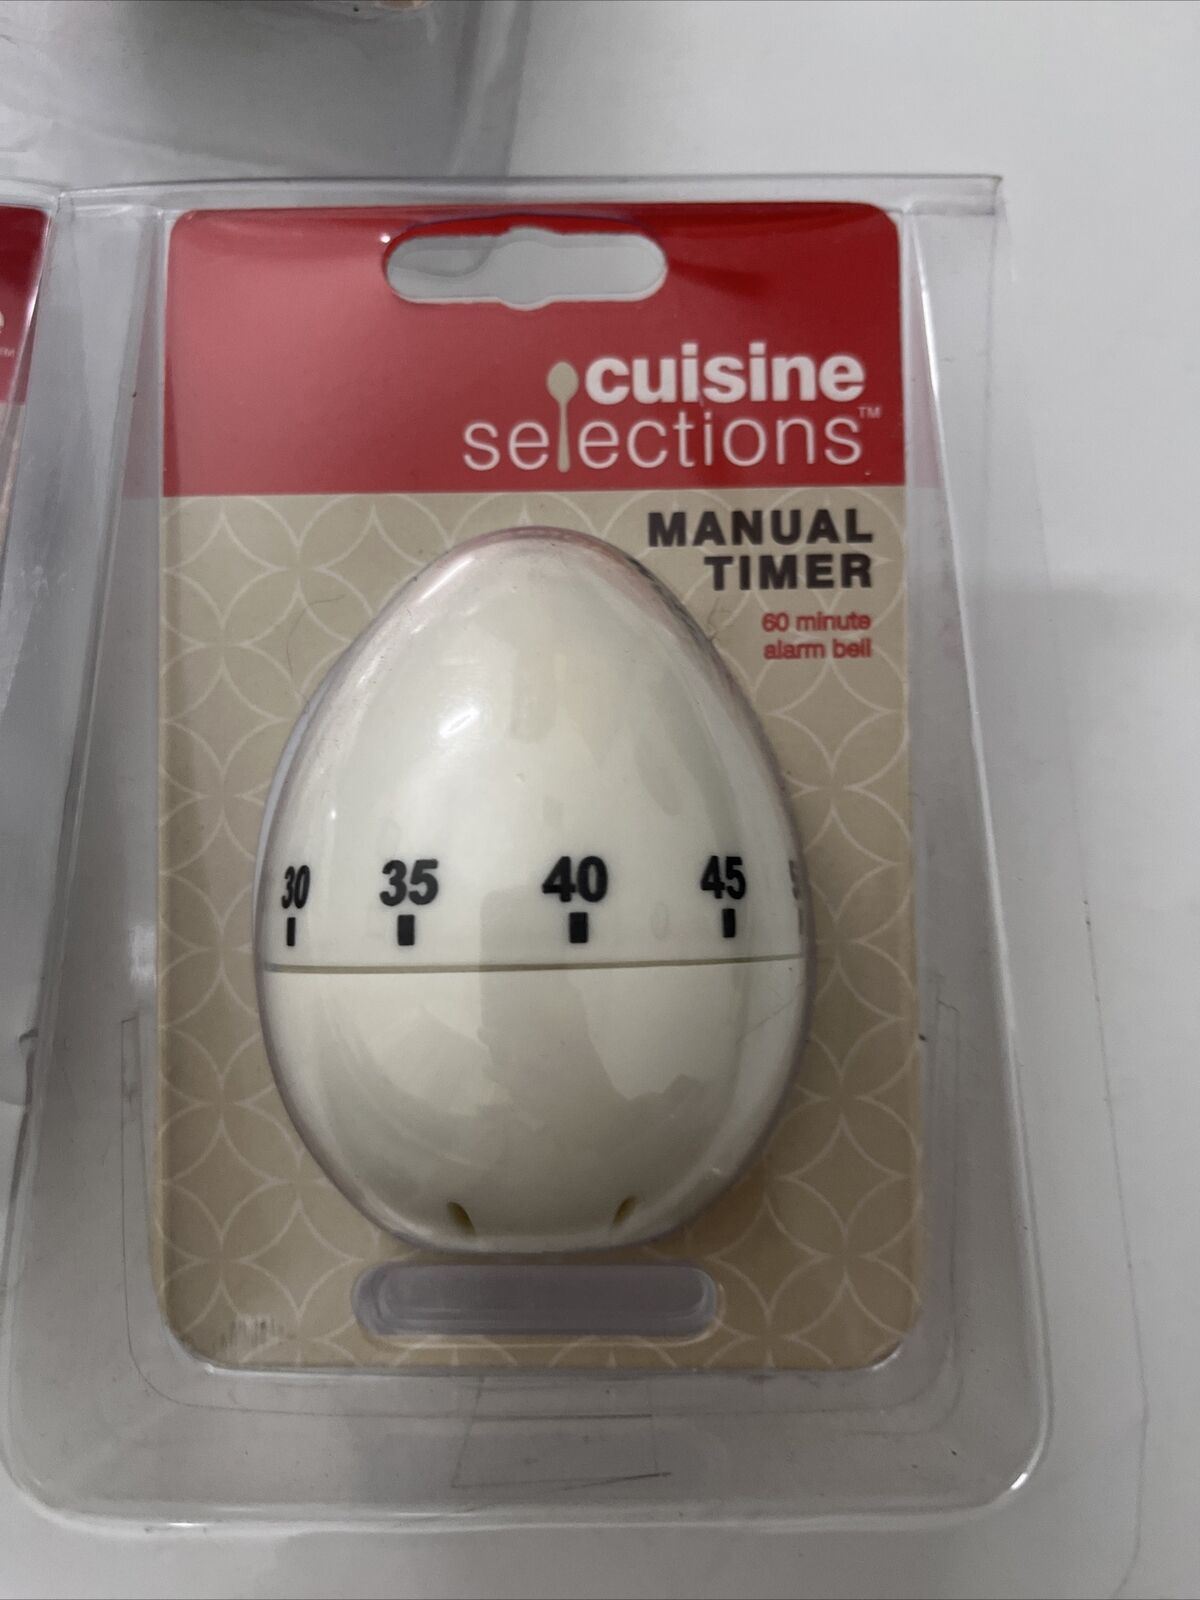 cuisine
selections™
MANUAL
TIMER
60 minute
alarm bell
30 35 40 45